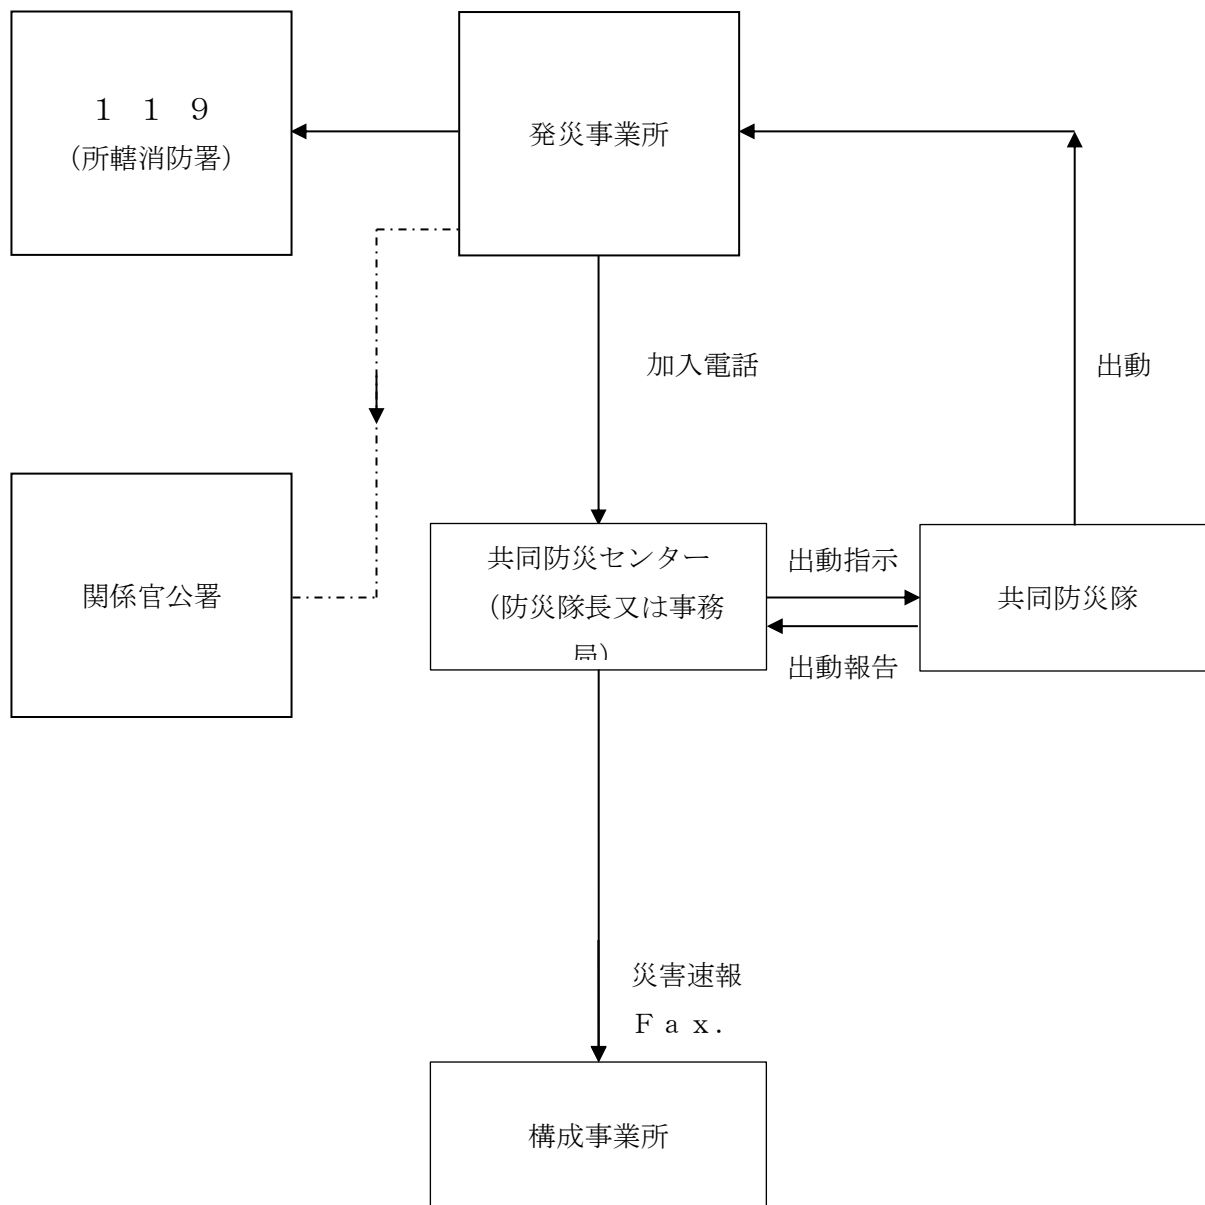 １１９
（所轄消防署）
発災事業所
加入電話
出動
関係官公署
共同防災センター
（防災隊長又は事務
局）
出動指示
出動報告
共同防災隊
災害速報
Ｆａｘ．
構成事業所